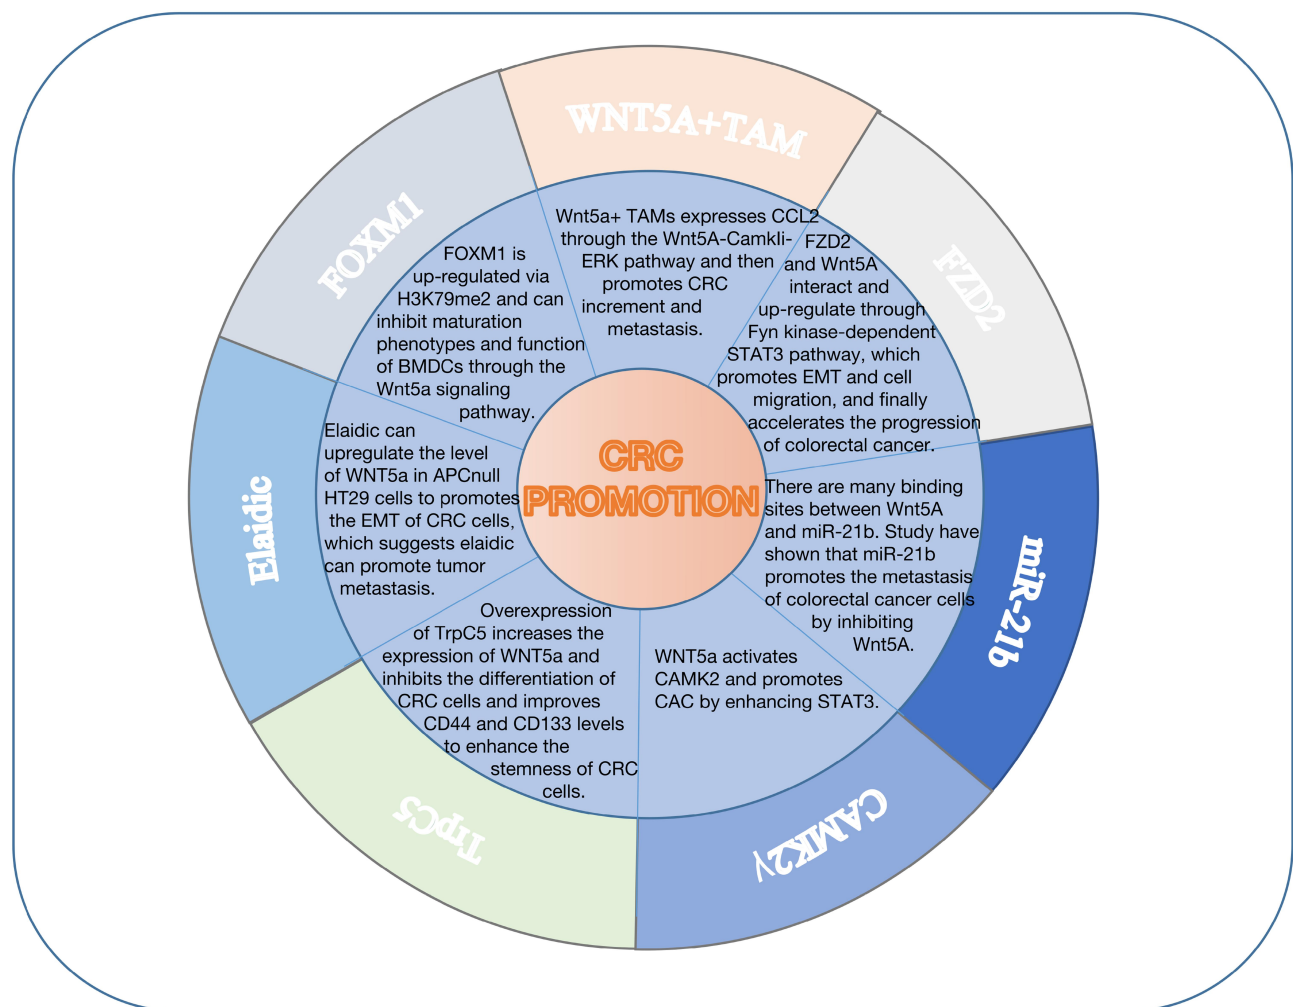 WNT5A+TAM
Wnt5a+ TAMs expresses CCL2
through the Wnt5A-Camkli-
ERK pathway and then
promotes CRC
increment and
metastasis.
FZD2
FZD2
and Wnt5A
interact and
up-regulate through
Fyn kinase-dependent
STAT3 pathway, which
promotes EMT and cell
migration, and finally
accelerates the progression
of colorectal cancer.
miR-21b
There are many binding
sites between Wnt5A
and miR-21b. Study have
shown that miR-21b
promotes the metastasis
of colorectal cancer cells
by inhibiting
Wnt5A.
CAMK2γ
WNT5a activates
CAMK2 and promotes
CAC by enhancing STAT3.
TrpC5
Overexpression
of TrpC5 increases the
expression of WNT5a and
inhibits the differentiation of
CRC cells and improves
CD44 and CD133 levels
to enhance the
stemness of CRC
cells.
Elaidic
Elaidic can
upregulate the level
of WNT5a in APCnull
HT29 cells to promotes
the EMT of CRC cells,
which suggests elaidic
can promote tumor
metastasis.
FOXM1
FOXM1 is
up-regulated via
H3K79me2 and can
inhibit maturation
phenotypes and function
of BMDCs through the
Wnt5a signaling
pathway.
CRC
PROMOTION